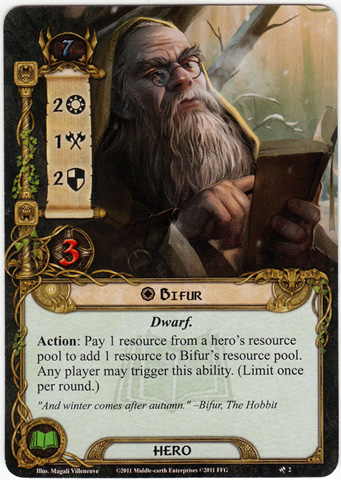 7
2
1
2
3
Bifur
Dwarf.
Action: Pay 1 resource from a hero's resource
pool to add 1 resource to Bifur's resource pool.
Any player may trigger this ability. (Limit once
per round.)
"And winter comes after autumn." –Bifur, The Hobbit
HERO
Illus. Magali Villeneuve ©2011 Middle-earth Enterprises ©2011 FFG 2